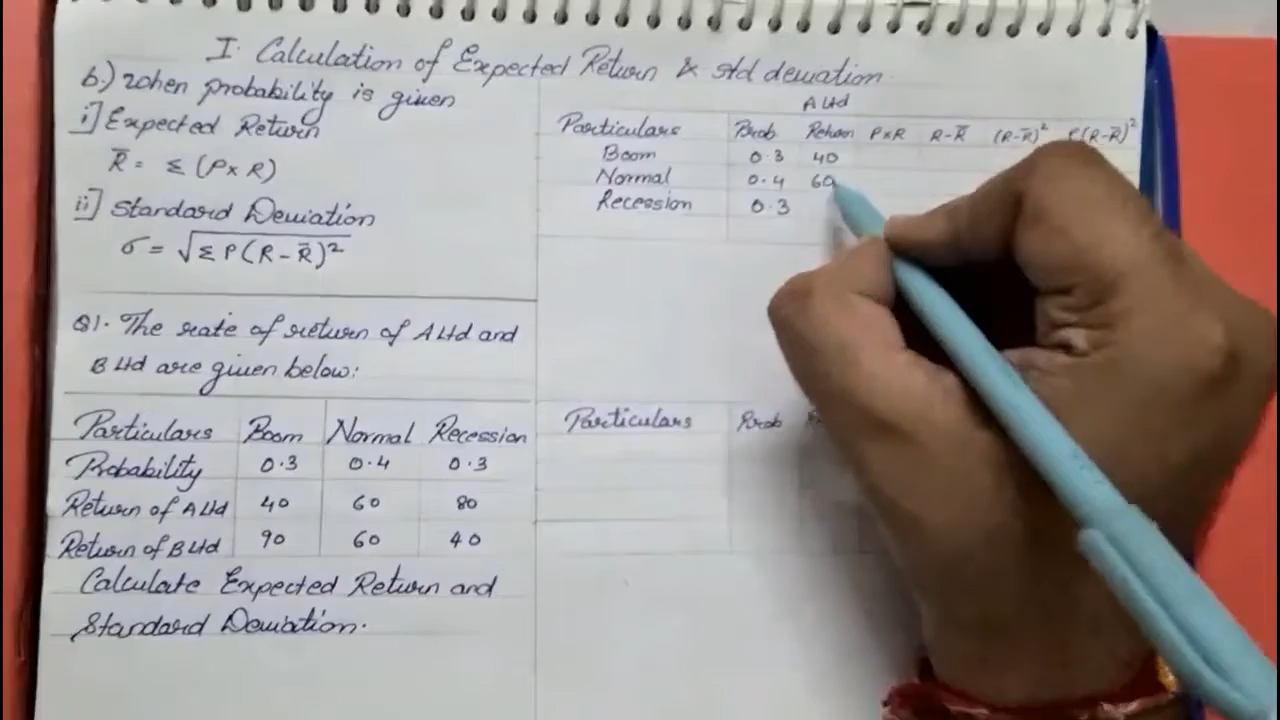 I. Calculation of Expected Return & std deviation
b.) When probability is given
i] Expected Return
R̄ = Σ (P×R)
ii] Standard Deviation
σ = √Σ P(R-R̄)²
Q1. The rate of return of A Ltd and
B Ltd are given below:
Particulars Boom Normal Recession
Probability 0.3 0.4 0.3
Return of A Ltd 40 60 80
Return of B Ltd 90 60 40
Calculate Expected Return and
Standard Deviation.
A Ltd
Particulars Prob Return P×R R-R̄ (R-R̄)² P(R-R̄)²
Boom 0.3 40
Normal 0.4 60
Recession 0.3
Particulars Prob